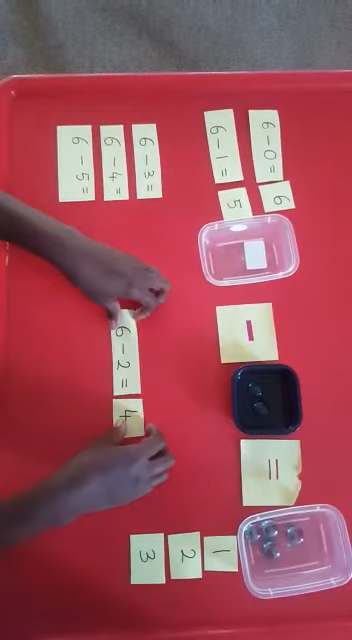 6 - 0 = 6
-
=
6 - 1 = 5
1
2
3
6 - 3 =
6 - 4 =
6 - 5 =
6 - 2 = 4